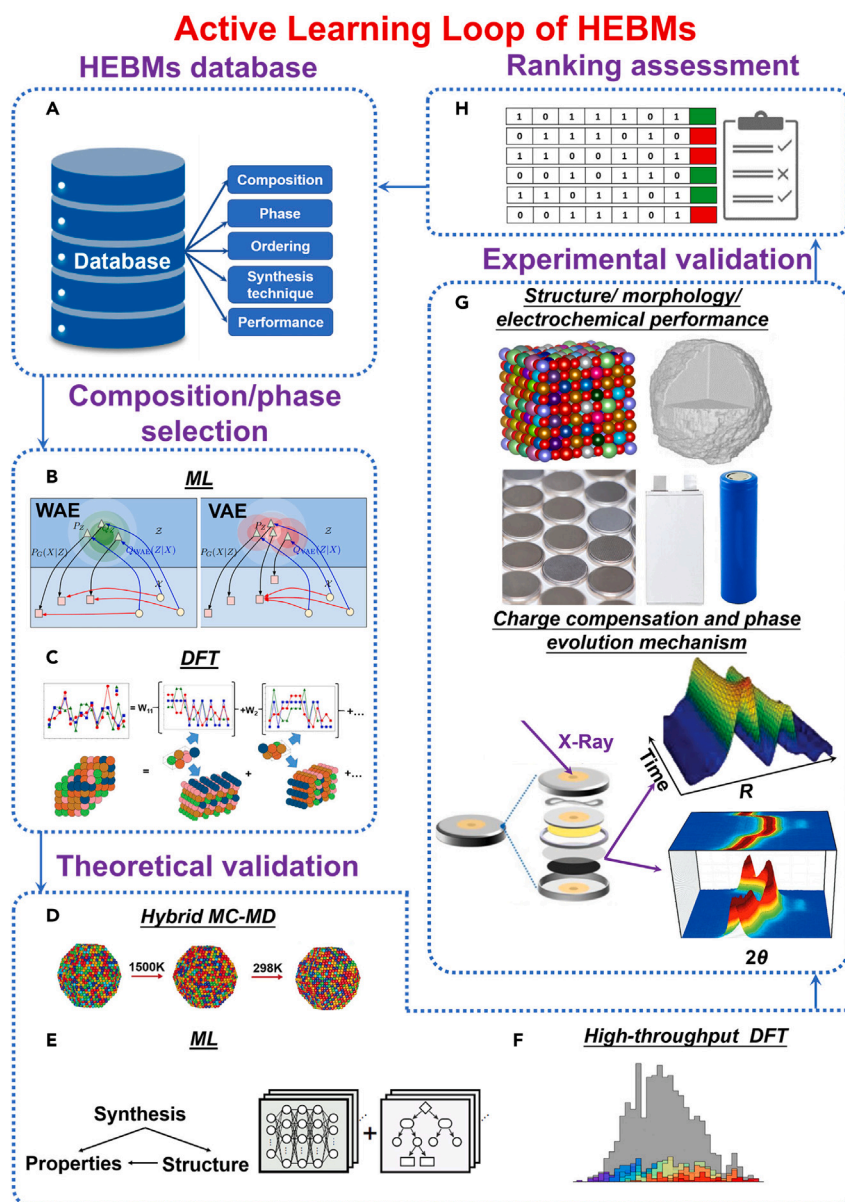 Active Learning Loop of HEBMs
HEBMs database
A
Database
Composition
Phase
Ordering
Synthesis
technique
Performance
Composition/phase
selection
B
ML
WAE
VAE
C
DFT
= W₁₁
+W₂
+...
=
+
+...
Theoretical validation
D
Hybrid MC-MD
1500K
298K
E
ML
Synthesis
Properties
Structure
+
F
High-throughput DFT
Ranking assessment
H
1 0 1 1 1 0 1
0 1 1 1 0 1 0
1 1 0 0 1 0 1
0 0 1 1 0 1 0
1 1 0 1 1 0 1
0 0 1 1 1 0 1
Experimental validation
G
Structure/ morphology/
electrochemical performance
Charge compensation and phase
evolution mechanism
X-Ray
Time
R
2θ